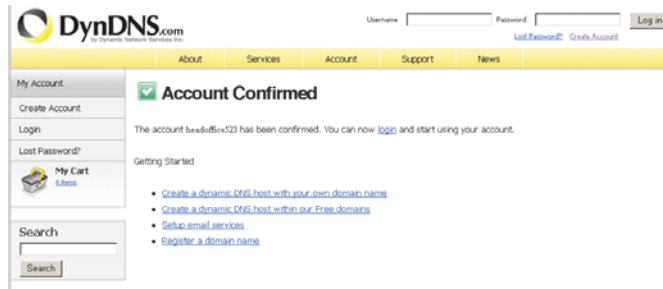 DynDNS.com
by Dynamic Network Services Inc.
Username Password Log in
Lost Password? Create Account
About Services Account Support News
My Account
Create Account
Login
Lost Password?
My Cart
0 items
Search
Search
Account Confirmed
The account headoffice523 has been confirmed. You can now login and start using your account.
Getting Started
Create a dynamic DNS host with your own domain name
Create a dynamic DNS host within our Free domains
Setup email services
Register a domain name